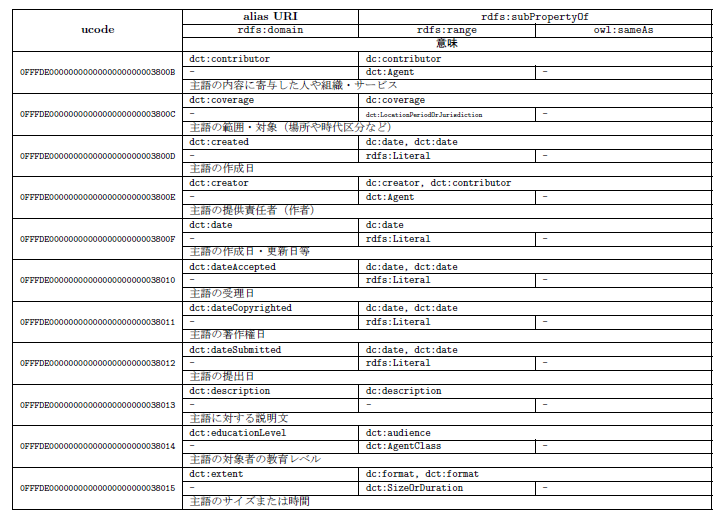 ucode alias URI rdfs:subPropertyOf
rdfs:domain rdfs:range owl:sameAs
意味
0FFFDE0000000000000000000003800B dct:contributor dc:contributor
- dct:Agent -
主語の内容に寄与した人や組織・サービス
0FFFDE0000000000000000000003800C dct:coverage dc:coverage
- dct:LocationPeriodOrJurisdiction -
主語の範囲・対象（場所や時代区分など）
0FFFDE0000000000000000000003800D dct:created dc:date, dct:date
- rdfs:Literal -
主語の作成日
0FFFDE0000000000000000000003800E dct:creator dc:creator, dct:contributor
- dct:Agent -
主語の提供責任者（作者）
0FFFDE0000000000000000000003800F dct:date dc:date
- rdfs:Literal -
主語の作成日・更新日等
0FFFDE00000000000000000000038010 dct:dateAccepted dc:date, dct:date
- rdfs:Literal -
主語の受理日
0FFFDE00000000000000000000038011 dct:dateCopyrighted dc:date, dct:date
- rdfs:Literal -
主語の著作権日
0FFFDE00000000000000000000038012 dct:dateSubmitted dc:date, dct:date
- rdfs:Literal -
主語の提出日
0FFFDE00000000000000000000038013 dct:description dc:description
- - -
主語に対する説明文
0FFFDE00000000000000000000038014 dct:educationLevel dct:audience
- dct:AgentClass -
主語の対象者の教育レベル
0FFFDE00000000000000000000038015 dct:extent dc:format, dct:format
- dct:SizeOrDuration -
主語のサイズまたは時間